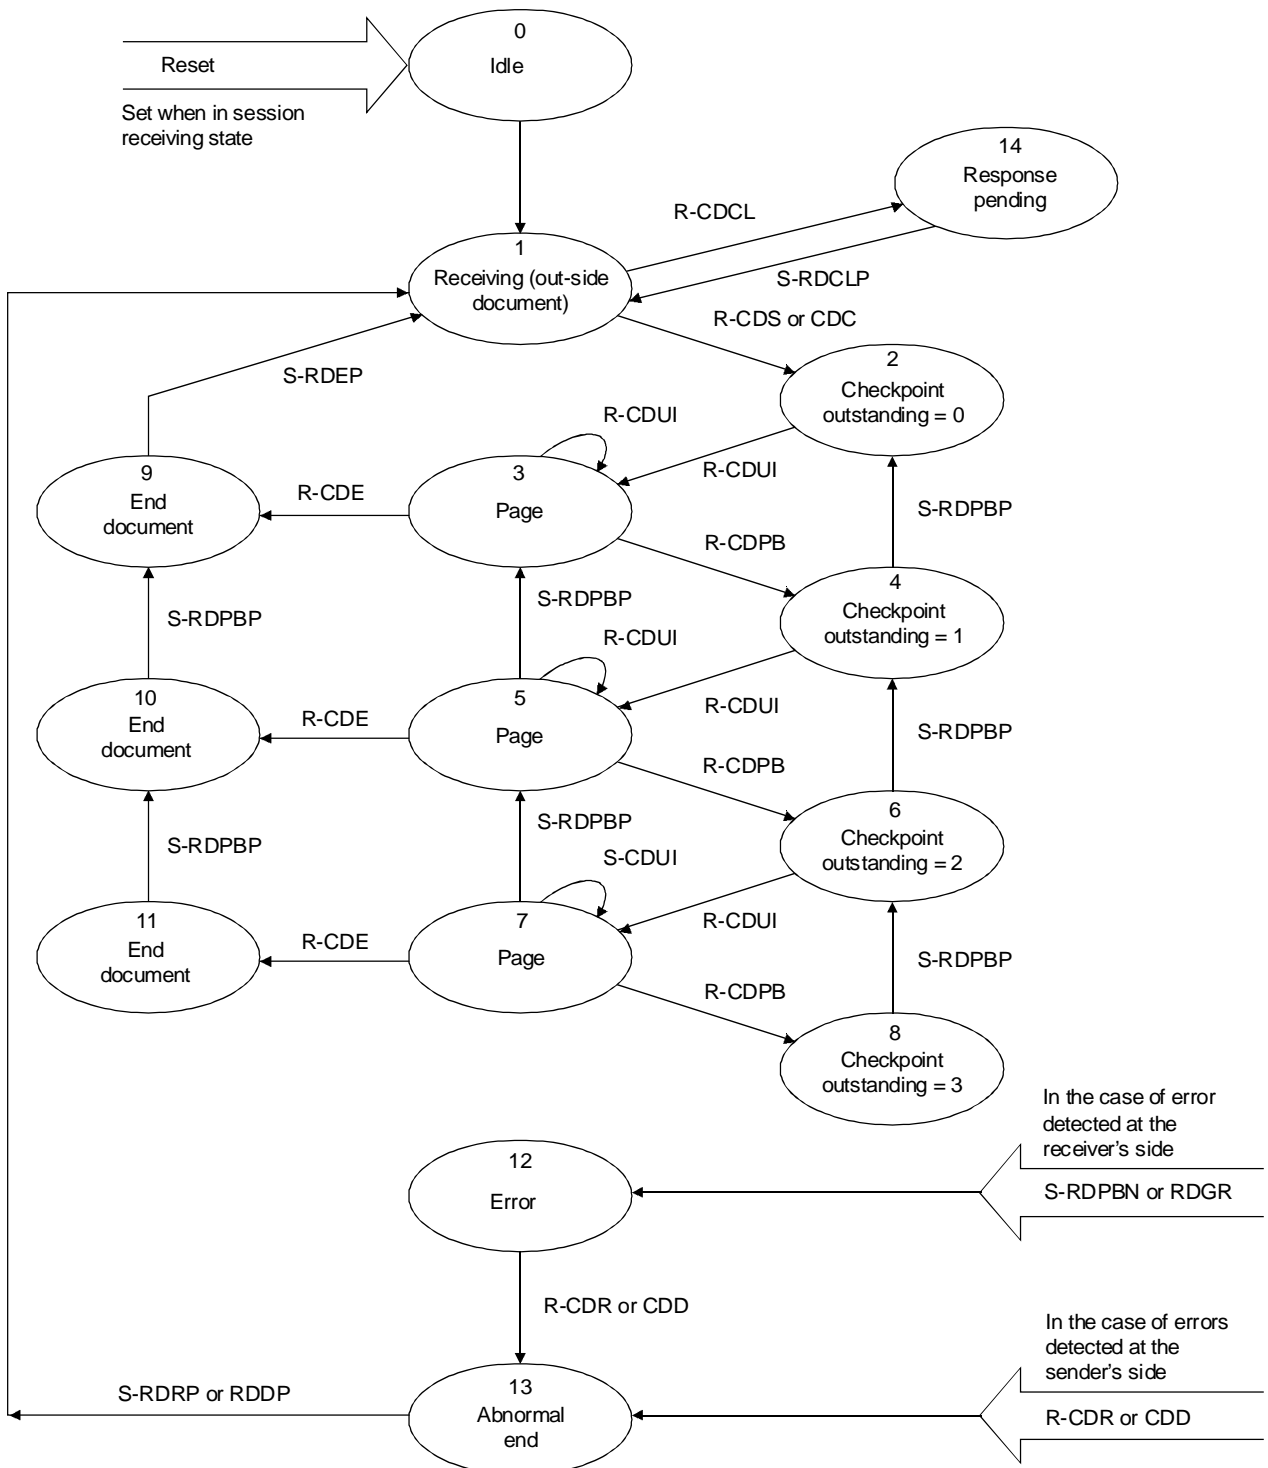 0
Idle
Reset
Set when in session
receiving state
14
Response
pending
R-CDCL
1
Receiving (out-side
document)
S-RDCLP
R-CDS or CDC
S-RDEP
2
Checkpoint
outstanding = 0
R-CDUI
9
End
document
R-CDE
3
Page
R-CDUI
S-RDPBP
R-CDPB
4
Checkpoint
outstanding = 1
S-RDPBP
S-RDPBP
R-CDUI
10
End
document
R-CDE
5
Page
R-CDUI
S-RDPBP
R-CDPB
6
Checkpoint
outstanding = 2
S-RDPBP
S-RDPBP
S-CDUI
11
End
document
R-CDE
7
Page
R-CDUI
S-RDPBP
R-CDPB
8
Checkpoint
outstanding = 3
In the case of error
detected at the
receiver's side
S-RDPBN or RDGR
12
Error
R-CDR or CDD
In the case of errors
detected at the
sender's side
R-CDR or CDD
S-RDRP or RDDP
13
Abnormal
end